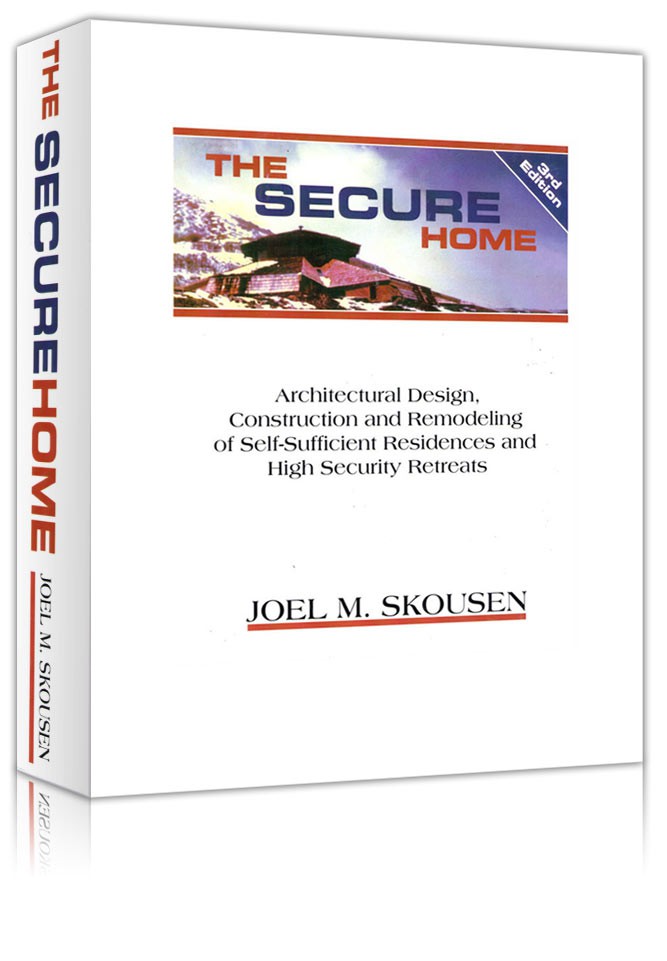 THE SECURE HOME
JOEL M. SKOUSEN
THE
SECURE
HOME
3rd
Edition
Architectural Design,
Construction and Remodeling
of Self-Sufficient Residences and
High Security Retreats
JOEL M. SKOUSEN